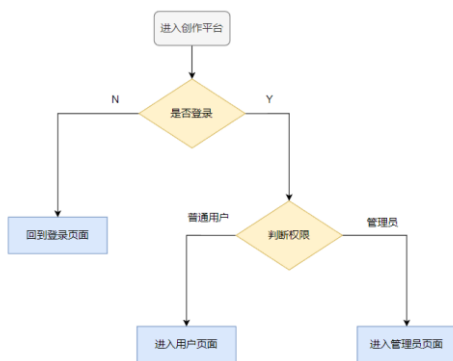 进入创作平台
N
Y
是否登录
普通用户
管理员
回到登录页面
判断权限
进入用户页面
进入管理员页面